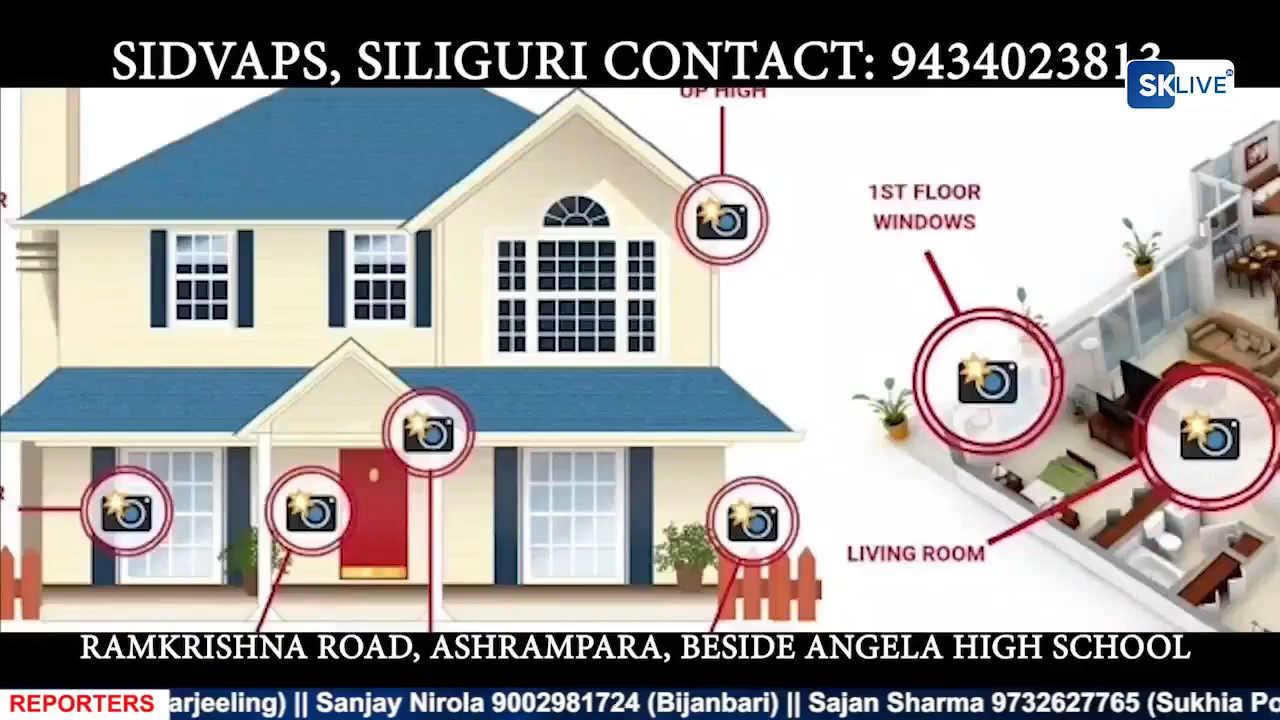 SIDVAPS, SILIGURI CONTACT: 9434023813
SKLIVE
UP HIGH
1ST FLOOR
WINDOWS
LIVING ROOM
RAMKRISHNA ROAD, ASHRAMPARA, BESIDE ANGELA HIGH SCHOOL
REPORTERS arjeeling) || Sanjay Nirola 9002981724 (Bijanbari) || Sajan Sharma 9732627765 (Sukhia Po